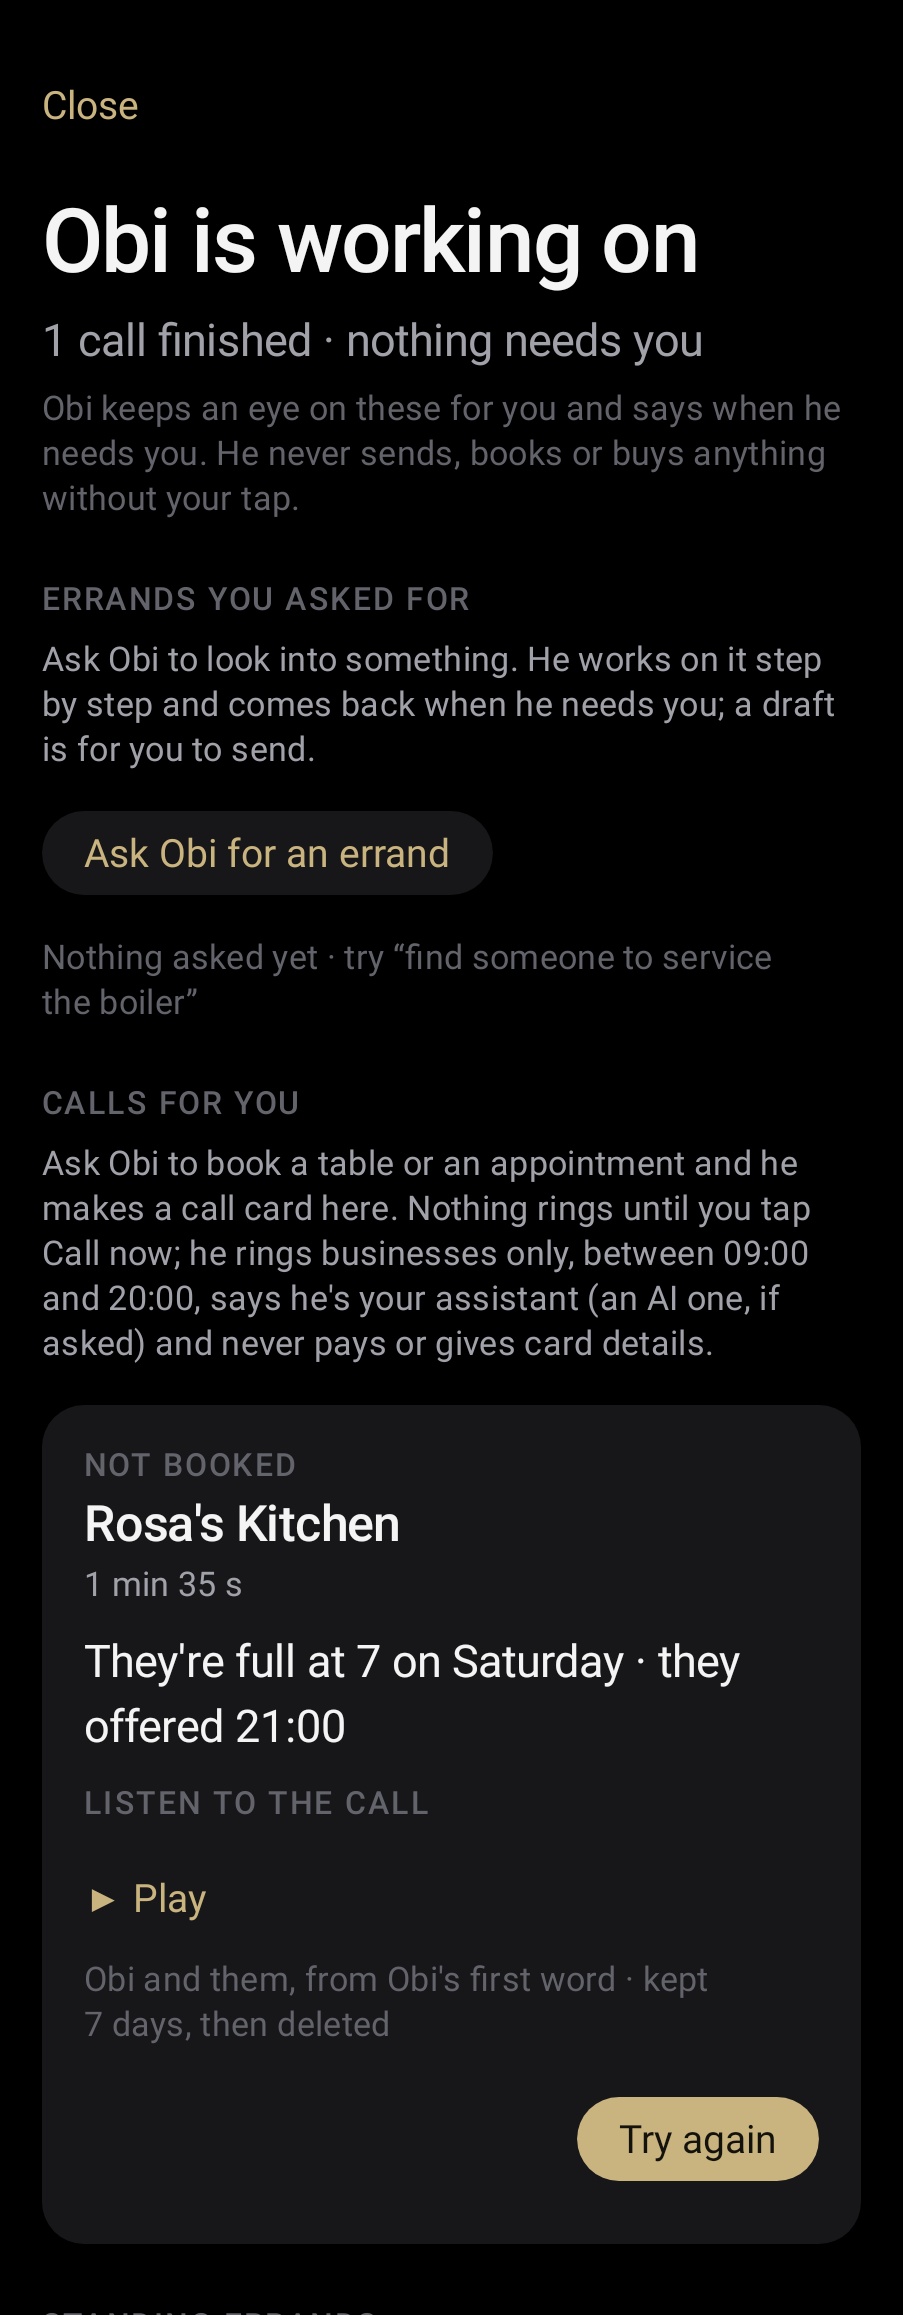 Close
Obi is working on
1 call finished · nothing needs you
Obi keeps an eye on these for you and says when he
needs you. He never sends, books or buys anything
without your tap.
ERRANDS YOU ASKED FOR
Ask Obi to look into something. He works on it step
by step and comes back when he needs you; a draft
is for you to send.
Ask Obi for an errand
Nothing asked yet · try “find someone to service
the boiler”
CALLS FOR YOU
Ask Obi to book a table or an appointment and he
makes a call card here. Nothing rings until you tap
Call now; he rings businesses only, between 09:00
and 20:00, says he's your assistant (an AI one, if
asked) and never pays or gives card details.
NOT BOOKED
Rosa's Kitchen
1 min 35 s
They're full at 7 on Saturday · they
offered 21:00
LISTEN TO THE CALL
► Play
Obi and them, from Obi's first word · kept
7 days, then deleted
Try again